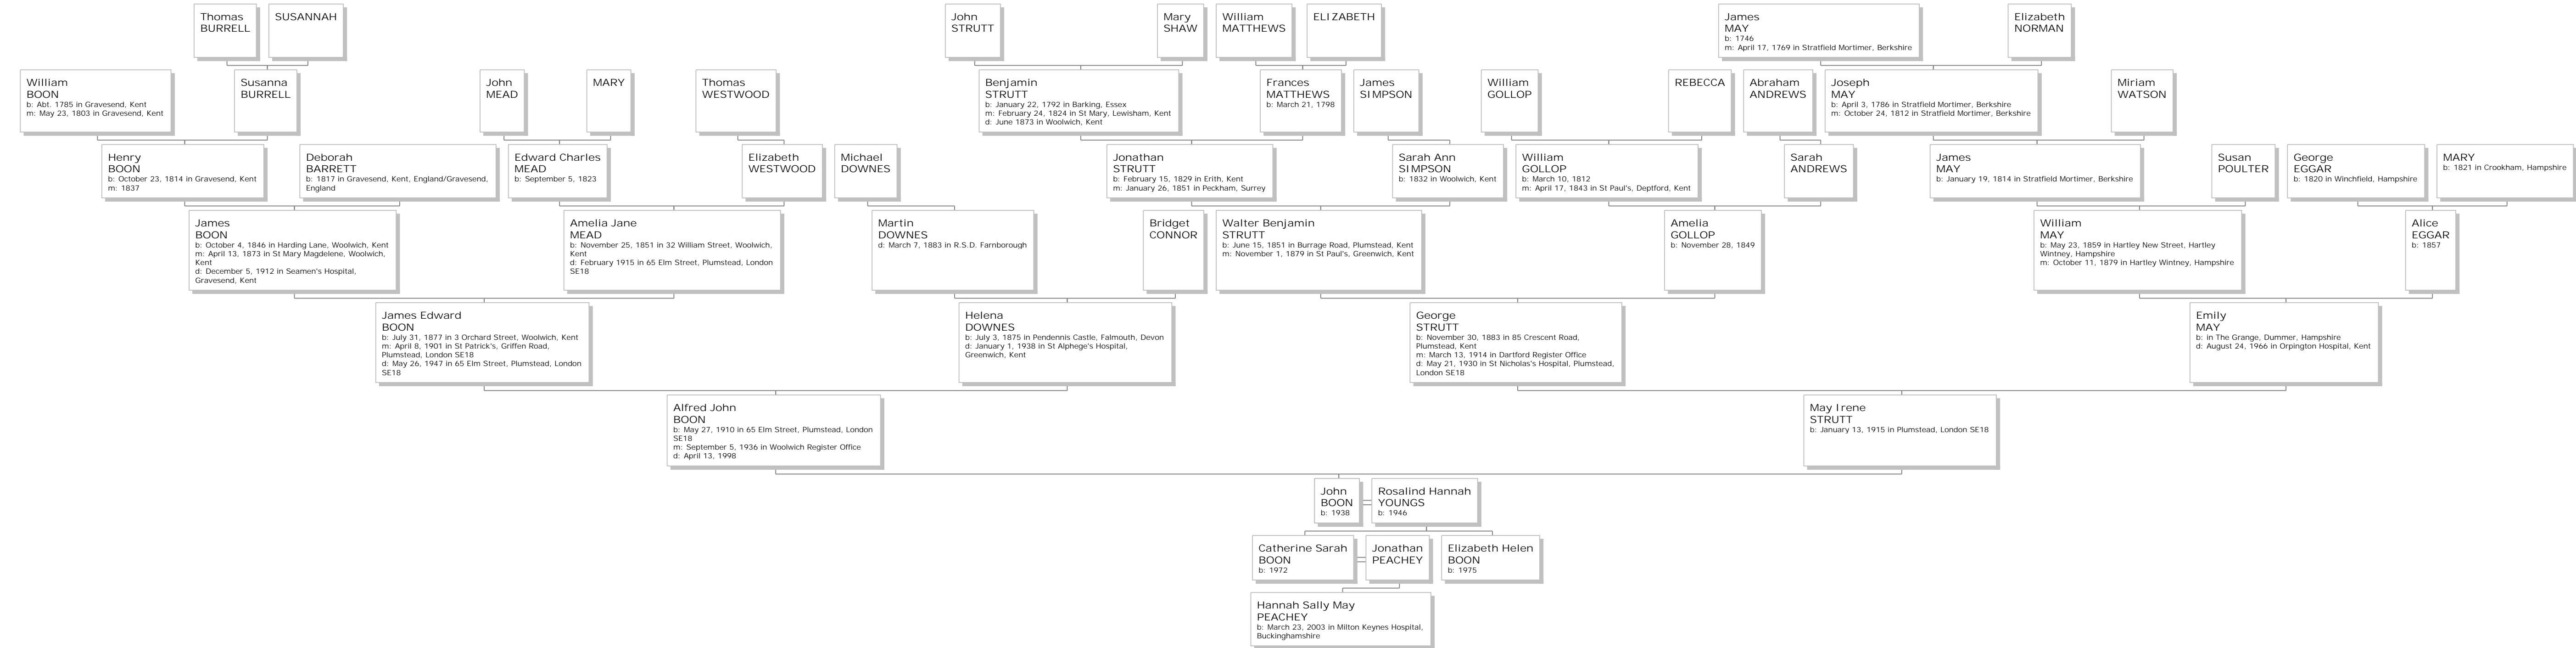 Thomas
BURRELL
SUSANNAH
John
STRUTT
Mary
SHAW
William
MATTHEWS
ELIZABETH
James
MAY
b: 1746
m: April 17, 1769 in Stratfield Mortimer, Berkshire
Elizabeth
NORMAN
William
BOON
b: Abt. 1785 in Gravesend, Kent
m: May 23, 1803 in Gravesend, Kent
Susanna
BURRELL
John
MEAD
MARY
Thomas
WESTWOOD
Benjamin
STRUTT
b: January 22, 1792 in Barking, Essex
m: February 24, 1824 in St Mary, Lewisham, Kent
d: June 1873 in Woolwich, Kent
Frances
MATTHEWS
b: March 21, 1798
James
SIMPSON
William
GOLLOP
REBECCA
Abraham
ANDREWS
Joseph
MAY
b: April 3, 1786 in Stratfield Mortimer, Berkshire
m: October 24, 1812 in Stratfield Mortimer, Berkshire
Miriam
WATSON
Henry
BOON
b: October 23, 1814 in Gravesend, Kent
m: 1837
Deborah
BARRETT
b: 1817 in Gravesend, Kent, England/Gravesend,
England
Edward Charles
MEAD
b: September 5, 1823
Elizabeth
WESTWOOD
Michael
DOWNES
Jonathan
STRUTT
b: February 15, 1829 in Erith, Kent
m: January 26, 1851 in Peckham, Surrey
Sarah Ann
SIMPSON
b: 1832 in Woolwich, Kent
William
GOLLOP
b: March 10, 1812
m: April 17, 1843 in St Paul's, Deptford, Kent
Sarah
ANDREWS
James
MAY
b: January 19, 1814 in Stratfield Mortimer, Berkshire
Susan
POULTER
George
EGGAR
b: 1820 in Winchfield, Hampshire
MARY
b: 1821 in Crookham, Hampshire
James
BOON
b: October 4, 1846 in Harding Lane, Woolwich, Kent
m: April 13, 1873 in St Mary Magdelene, Woolwich,
Kent
d: December 5, 1912 in Seamen's Hospital,
Gravesend, Kent
Amelia Jane
MEAD
b: November 25, 1851 in 32 William Street, Woolwich,
Kent
d: February 1915 in 65 Elm Street, Plumstead, London
SE18
Martin
DOWNES
d: March 7, 1883 in R.S.D. Farnborough
Bridget
CONNOR
Walter Benjamin
STRUTT
b: June 15, 1851 in Burrage Road, Plumstead, Kent
m: November 1, 1879 in St Paul's, Greenwich, Kent
Amelia
GOLLOP
b: November 28, 1849
William
MAY
b: May 23, 1859 in Hartley New Street, Hartley
Wintney, Hampshire
m: October 11, 1879 in Hartley Wintney, Hampshire
Alice
EGGAR
b: 1857
James Edward
BOON
b: July 31, 1877 in 3 Orchard Street, Woolwich, Kent
m: April 8, 1901 in St Patrick's, Griffen Road,
Plumstead, London SE18
d: May 26, 1947 in 65 Elm Street, Plumstead, London
SE18
Helena
DOWNES
b: July 3, 1875 in Pendennis Castle, Falmouth, Devon
d: January 1, 1938 in St Alphege's Hospital,
Greenwich, Kent
George
STRUTT
b: November 30, 1883 in 85 Crescent Road,
Plumstead, Kent
m: March 13, 1914 in Dartford Register Office
d: May 21, 1930 in St Nicholas's Hospital, Plumstead,
London SE18
Emily
MAY
b: in The Grange, Dummer, Hampshire
d: August 24, 1966 in Orpington Hospital, Kent
Alfred John
BOON
b: May 27, 1910 in 65 Elm Street, Plumstead, London
SE18
m: September 5, 1936 in Woolwich Register Office
d: April 13, 1998
May Irene
STRUTT
b: January 13, 1915 in Plumstead, London SE18
John
BOON
b: 1938
Rosalind Hannah
YOUNGS
b: 1946
Catherine Sarah
BOON
b: 1972
Jonathan
PEACHEY
Elizabeth Helen
BOON
b: 1975
Hannah Sally May
PEACHEY
b: March 23, 2003 in Milton Keynes Hospital,
Buckinghamshire